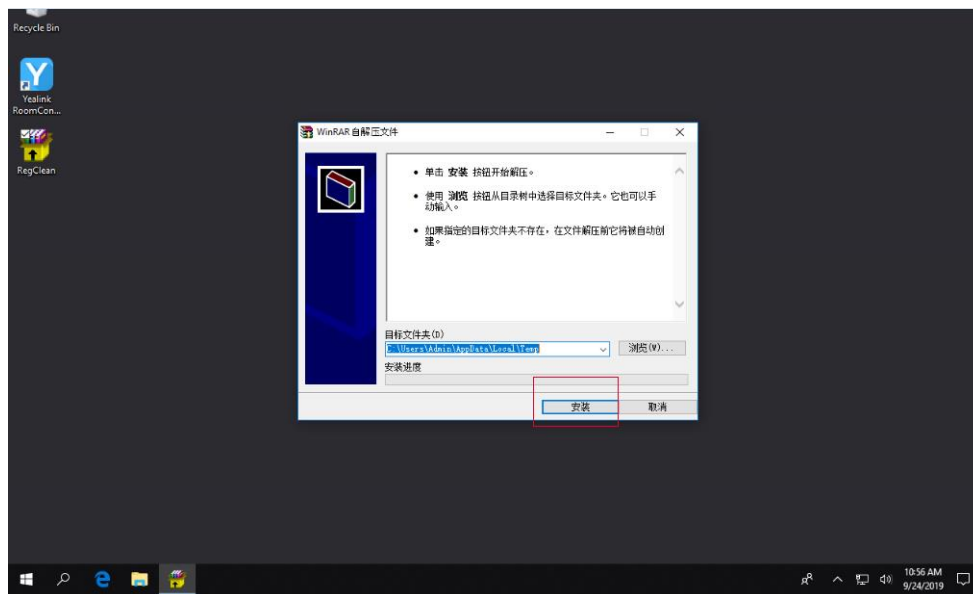 Recycle Bin
Yealink
RoomCon...
RegClean
WinRAR 自解压文件
• 单击 安装 按钮开始解压。
• 使用 浏览 按钮从目录树中选择目标文件夹。它也可以手
动输入。
• 如果指定的目标文件夹不存在，在文件解压前它将被自动创
建。
目标文件夹(D)
C:\Users\Admin\AppData\Local\Temp
浏览(W)...
安装进度
安装
取消
10:56 AM
9/24/2019